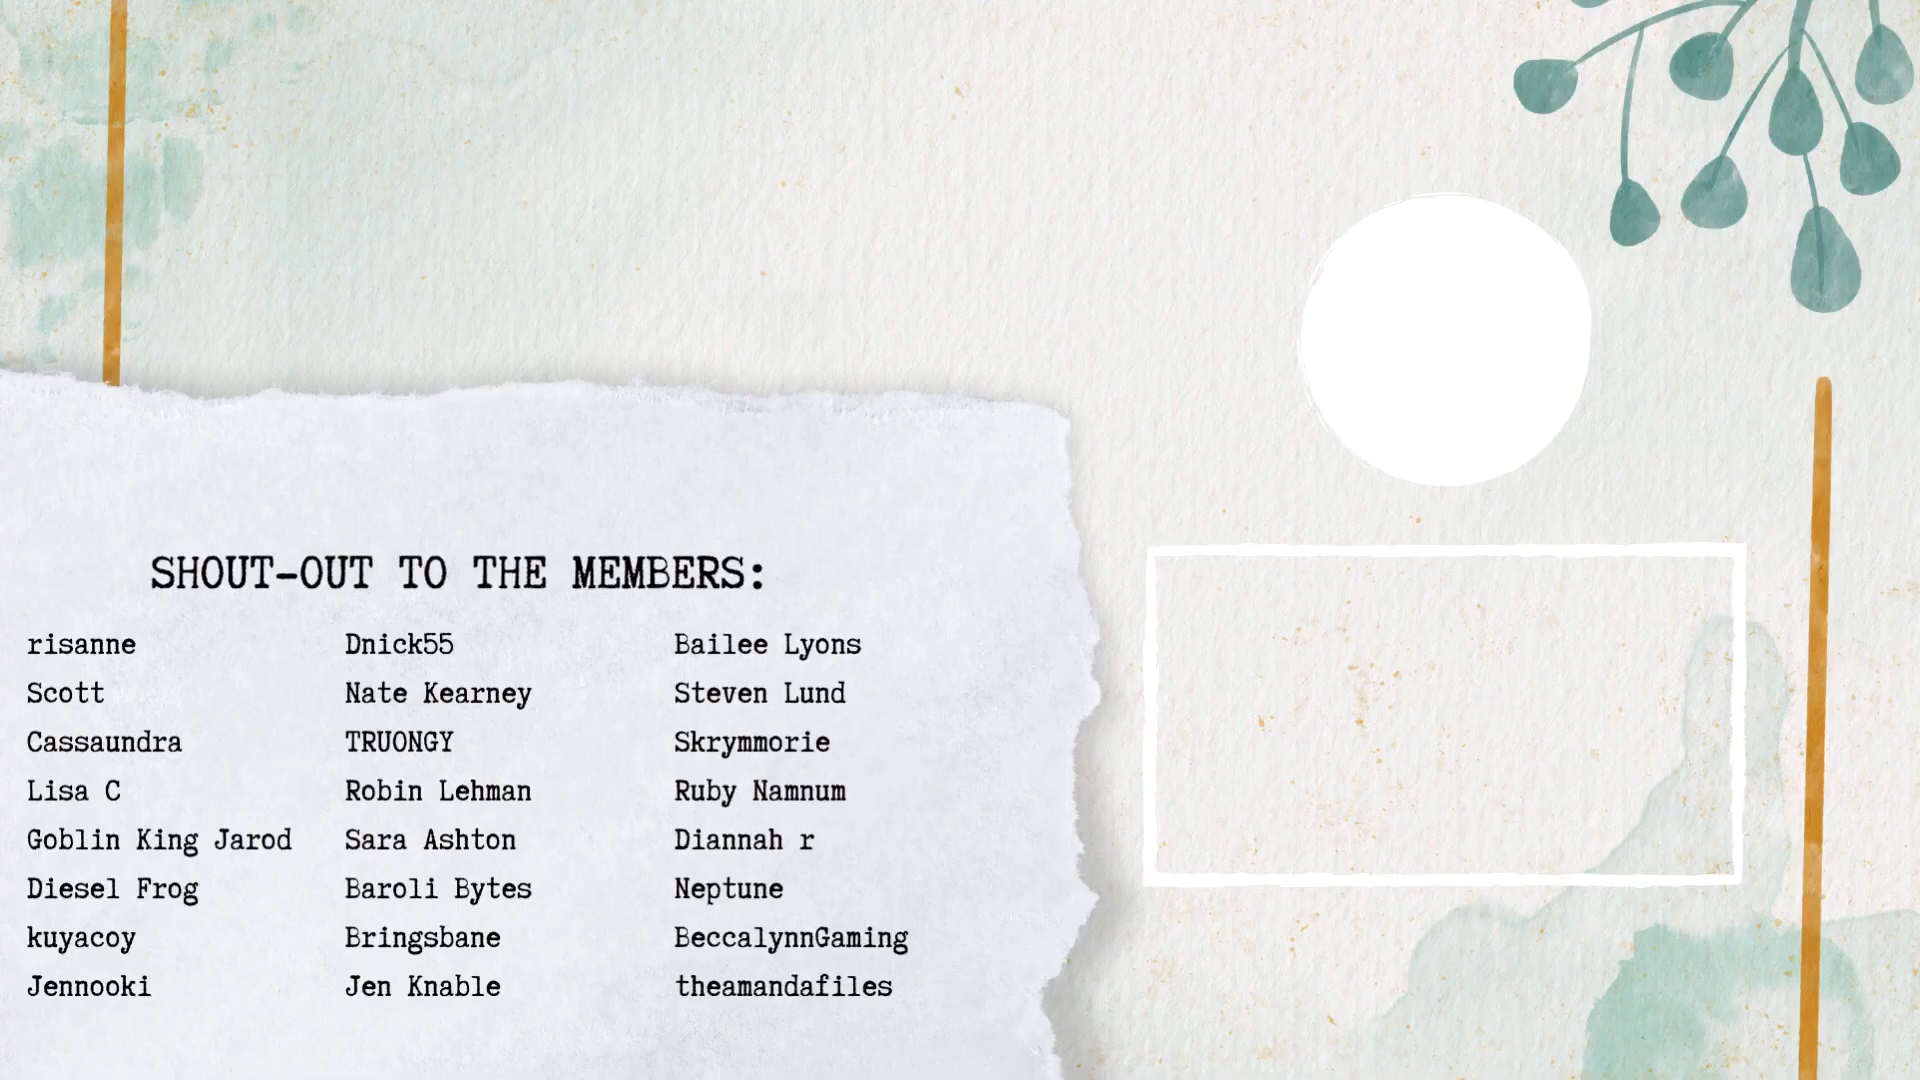 SHOUT-OUT TO THE MEMBERS:
risanne
Scott
Cassaundra
Lisa C
Goblin King Jarod
Diesel Frog
kuyacoy
Jennooki
Dnick55
Nate Kearney
TRUONGY
Robin Lehman
Sara Ashton
Baroli Bytes
Bringsbane
Jen Knable
Bailee Lyons
Steven Lund
Skrymmorie
Ruby Namnum
Diannah r
Neptune
BeccalynnGaming
theamandafiles